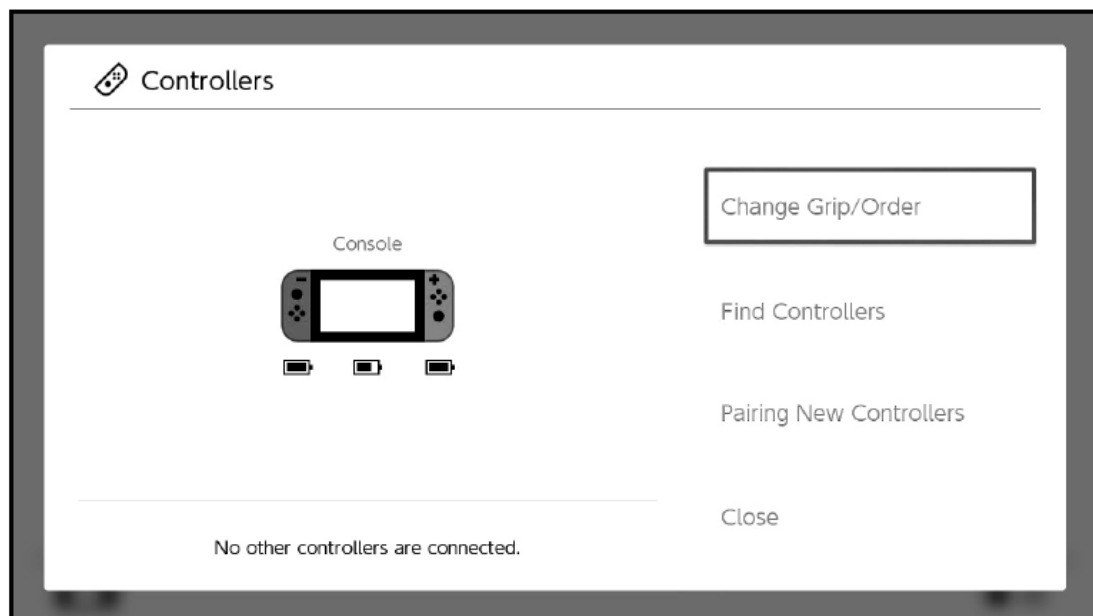 Controllers
Console
No other controllers are connected.
Change Grip/Order
Find Controllers
Pairing New Controllers
Close